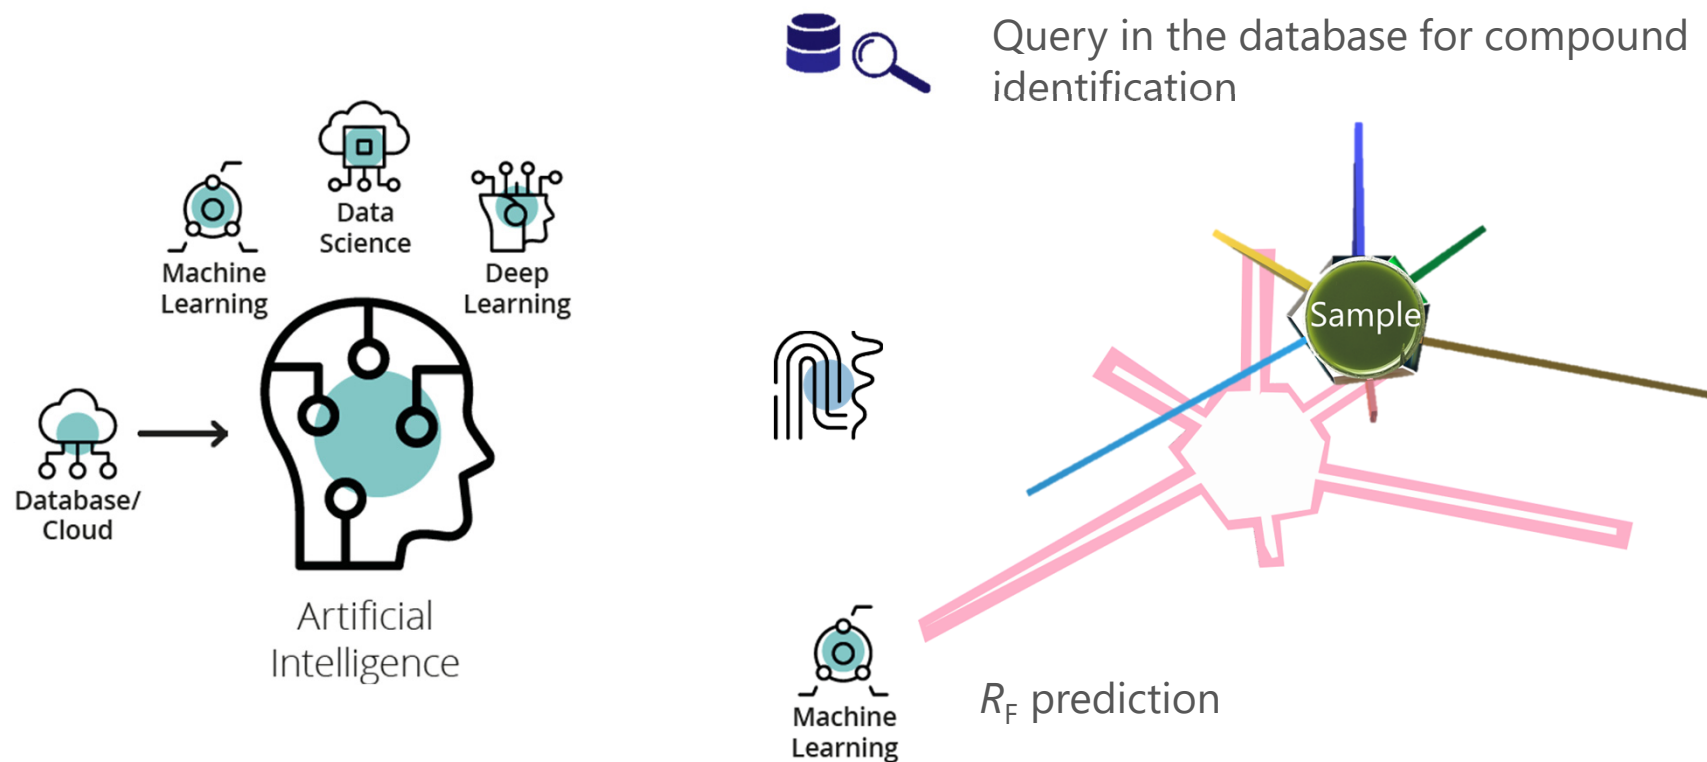 Query in the database for compound
identification
Data
Science
Machine
Learning
Deep
Learning
Sample
Database/
Cloud
Artificial
Intelligence
Machine
Learning
R_F prediction